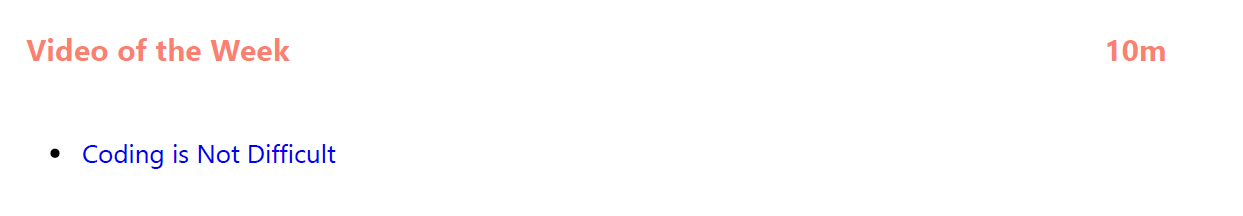 Video of the Week 10m
Coding is Not Difficult